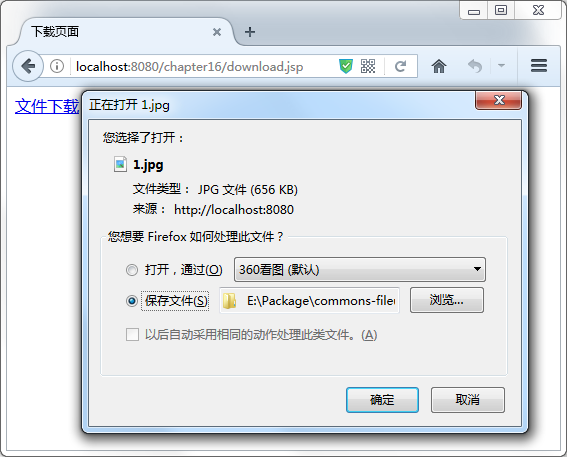 下载页面
localhost:8080/chapter16/download.jsp
文件下载
正在打开 1.jpg
您选择了打开：
1.jpg
文件类型： JPG 文件 (656 KB)
来源： http://localhost:8080
您想要 Firefox 如何处理此文件？
打开，通过(O) 360看图 (默认)
保存文件(S) E:\Package\commons-file 浏览...
以后自动采用相同的动作处理此类文件。(A)
确定 取消